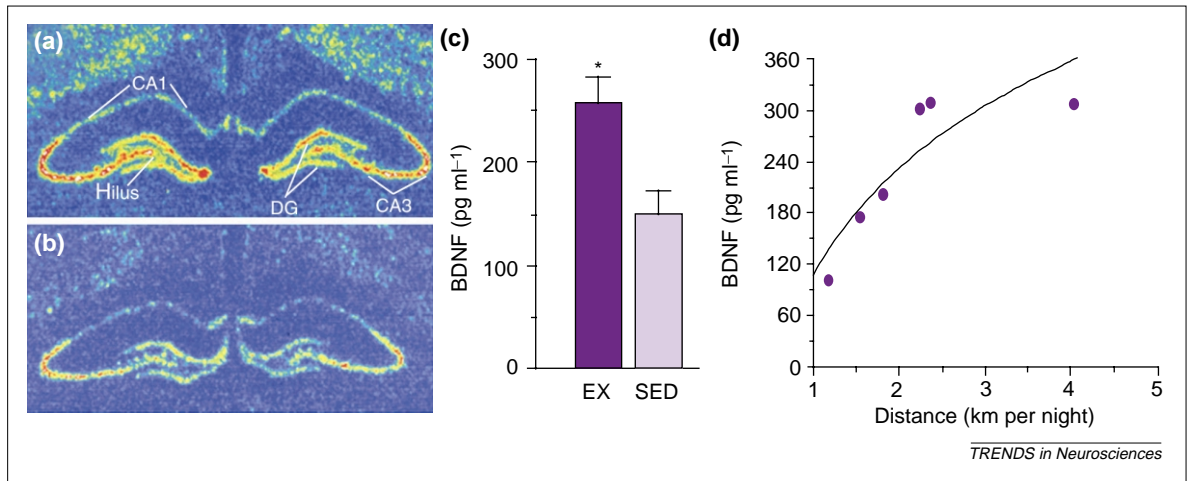 (a)
CA1
Hilus
DG
CA3
(b)
(c)
BDNF (pg ml⁻¹)
300
200
100
0
*
EX SED
(d)
BDNF (pg ml⁻¹)
360
300
240
180
120
60
0
1 2 3 4 5
Distance (km per night)
TRENDS in Neurosciences